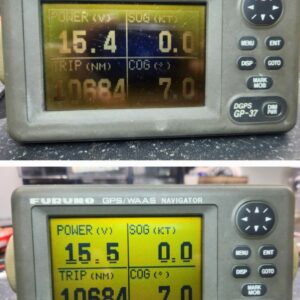 POWER (V) SOG (KT)
15.4 0.0
TRIP (NM) COG (°)
10684 7.0
MENU ENT
DISP GOTO
MARK
MOB
DGPS
GP-37
DIM
PWR
FURUNO GPS/WAAS NAVIGATOR
POWER (V) SOG (KT)
15.5 0.0
TRIP (NM) COG (°)
10684 7.0
MENU ENT
DISP GOTO
MARK
MOB